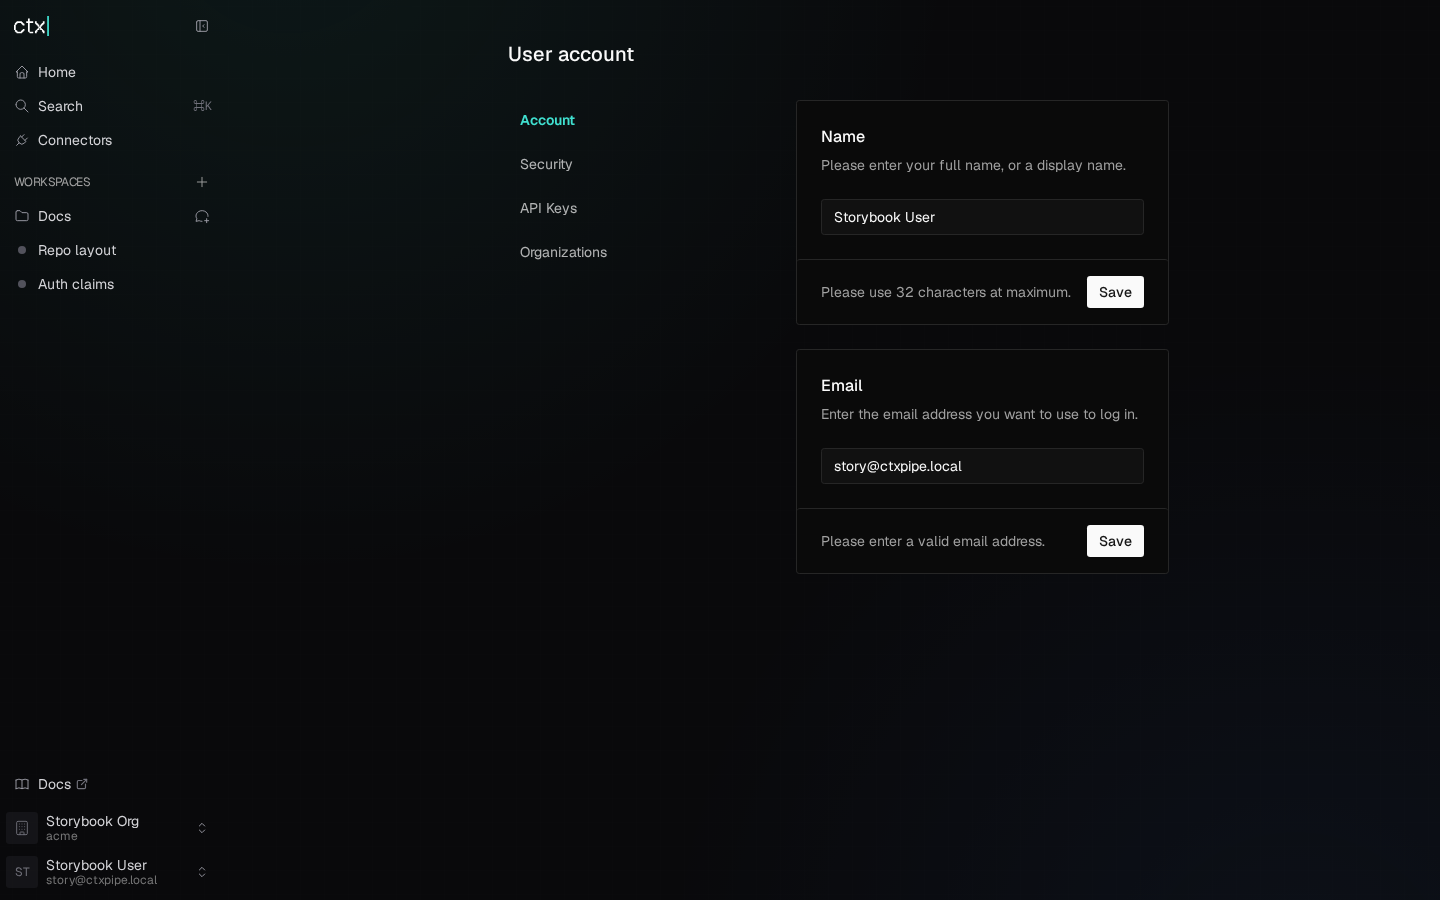 ctx
Home
Search ⌘K
Connectors
WORKSPACES
Docs
Repo layout
Auth claims
User account
Account
Security
API Keys
Organizations
Name
Please enter your full name, or a display name.
Storybook User
Please use 32 characters at maximum. Save
Email
Enter the email address you want to use to log in.
story@ctxpipe.local
Please enter a valid email address. Save
Docs
Storybook Org
acme
ST
Storybook User
story@ctxpipe.local